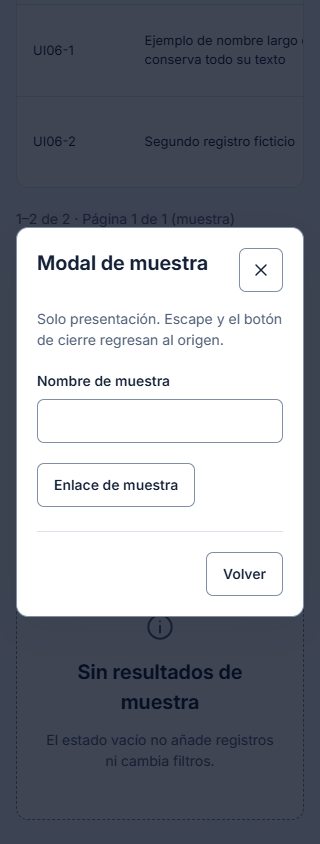 UI06-1
Ejemplo de nombre largo
conserva todo su texto
UI06-2
Segundo registro ficticio
1–2 de 2 · Página 1 de 1 (muestra)
Modal de muestra
Solo presentación. Escape y el botón
de cierre regresan al origen.
Nombre de muestra
Enlace de muestra
Volver
Sin resultados de
muestra
El estado vacío no añade registros
ni cambia filtros.